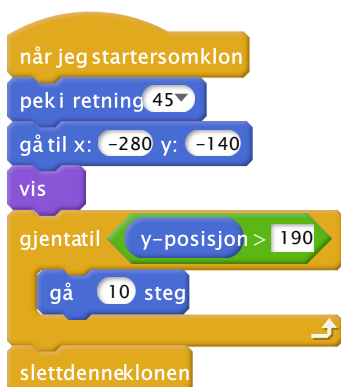 når jeg startersomklon
pek i retning 45
gå til x: -280 y: -140
vis
gjentatil y-posisjon > 190
gå 10 steg
slettdenneklonen